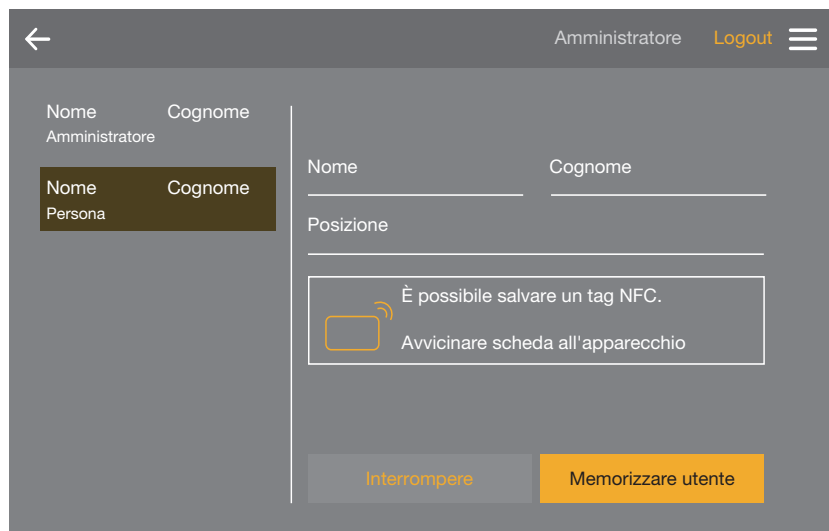 Amministratore Logout
Nome Cognome
Amministratore
Nome Cognome
Persona
Nome Cognome
Posizione
È possibile salvare un tag NFC.
Avvicinare scheda all'apparecchio
Interrompere Memorizzare utente